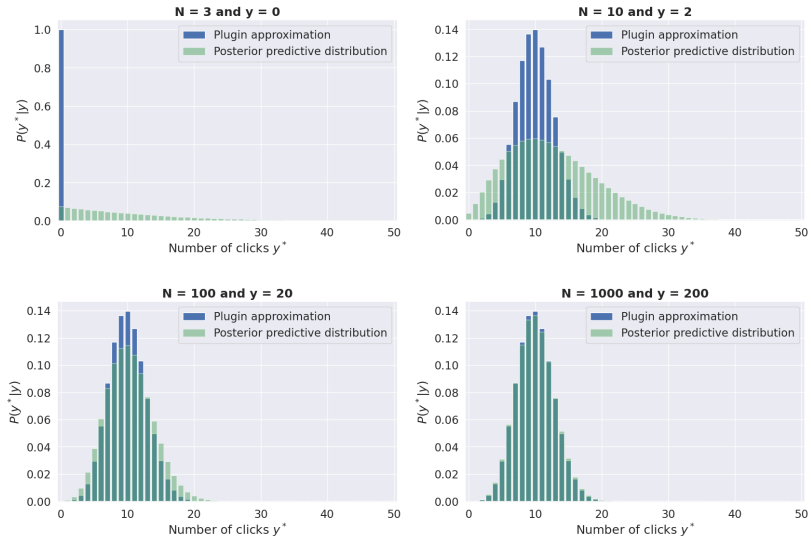 N = 3 and y = 0
Plugin approximation
Posterior predictive distribution
P(y*|y)
1.0
0.8
0.6
0.4
0.2
0.0
0 10 20 30 40 50
Number of clicks y*
N = 10 and y = 2
Plugin approximation
Posterior predictive distribution
P(y*|y)
0.14
0.12
0.10
0.08
0.06
0.04
0.02
0.00
0 10 20 30 40 50
Number of clicks y*
N = 100 and y = 20
Plugin approximation
Posterior predictive distribution
P(y*|y)
0.14
0.12
0.10
0.08
0.06
0.04
0.02
0.00
0 10 20 30 40 50
Number of clicks y*
N = 1000 and y = 200
Plugin approximation
Posterior predictive distribution
P(y*|y)
0.14
0.12
0.10
0.08
0.06
0.04
0.02
0.00
0 10 20 30 40 50
Number of clicks y*